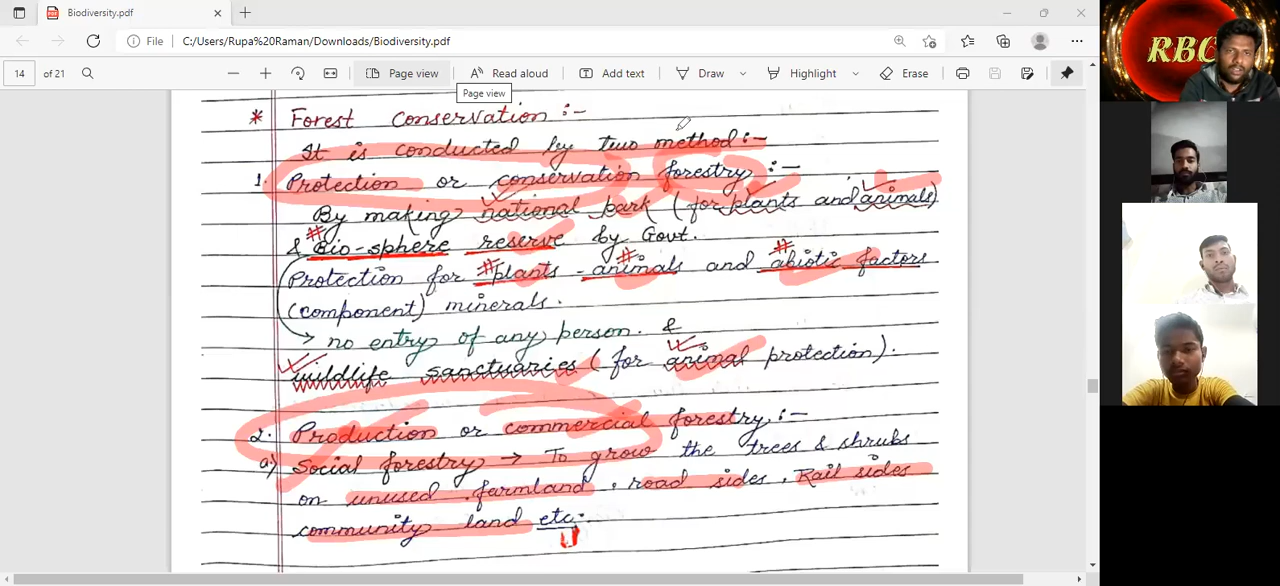 Biodiversity.pdf
File
C:/Users/Rupa%20Raman/Downloads/Biodiversity.pdf
14 of 21
Page view
Read aloud
Add text
Draw
Highlight
Erase
Page view
RBC
* Forest conservation :-
It is conducted by two method :-
1. Protection or conservation forestry :-
By making national park (for plants and animals)
& Bio-sphere reserve by Govt.
Protection for plants - animals and abiotic factors
(component) minerals.
→ no entry of any person. &
wildlife sanctuaries (for animal protection).
2. Production or commercial forestry :-
a) Social forestry → To grow the trees & shrubs
on unused farmland, road sides, Rail sides
community land etc.